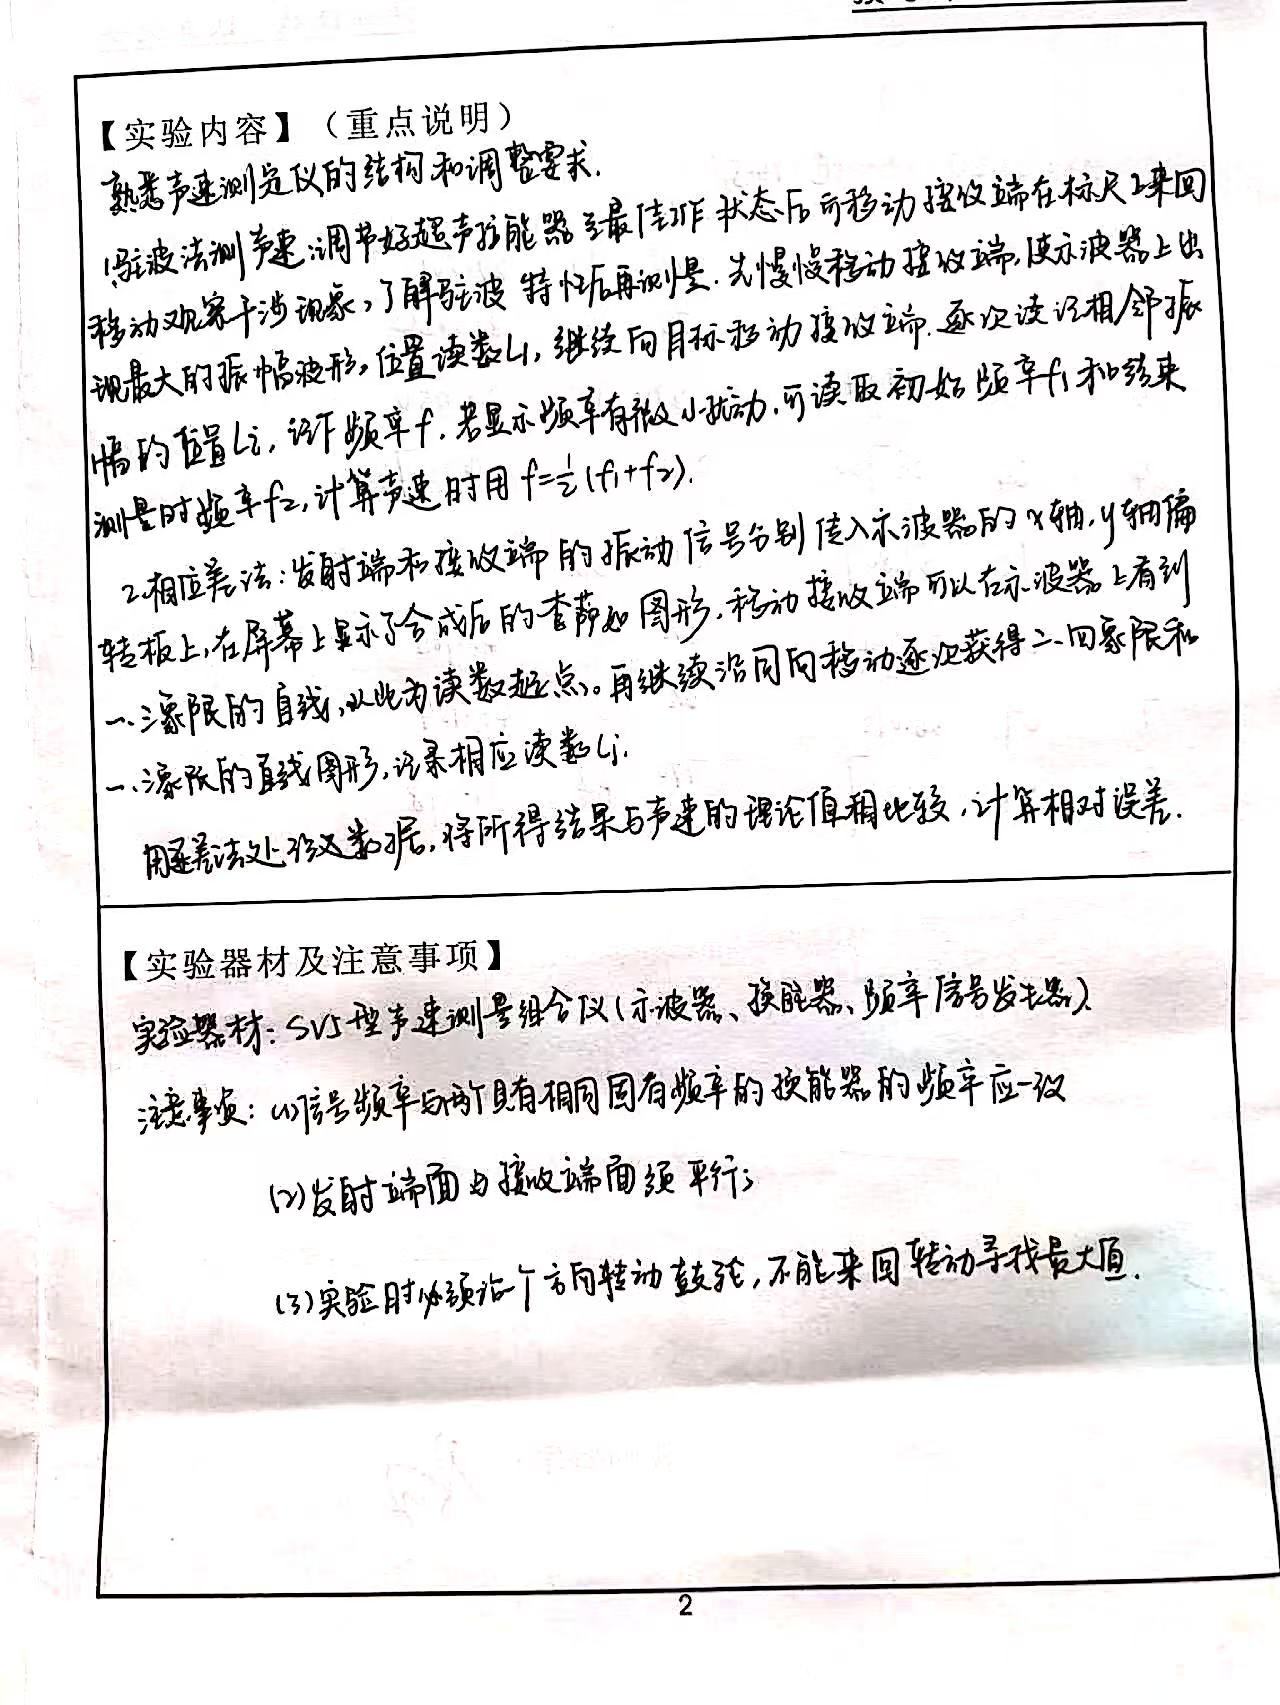 【实验内容】（重点说明）
熟悉声速测定仪的结构和调整要求.
1.驻波法测声速:调节好超声换能器至最佳工作状态后可移动接收端在标尺上来回
移动观察干涉现象,了解驻波特性后再测量.先慢慢移动接收端,使示波器上出
现最大的振幅波形,位置读数L₁,继续向目标移动接收端.逐次读记相邻振
幅的位置Li,记下频率f.若显示频率有微小扰动,可读取初始频率f₁和结束
测量时频率f₂,计算声速时用f=½(f₁+f₂).
2.相位差法:发射端和接收端的振动信号分别传入示波器的x轴,y轴偏
转板上,在屏幕上显示了合成后的李萨如图形,移动接收端可以在示波器上看到
一、三象限的直线,以此为读数起点。再继续沿同向移动逐次获得二、四象限和
一、三象限的直线图形,记录相应读数Li.
用逐差法处理数据,将所得结果与声速的理论值相比较,计算相对误差.
【实验器材及注意事项】
实验器材: SV5型声速测量组合仪(示波器、换能器、频率信号发生器).
注意事项: (1)信号频率与两个具有相同固有频率的换能器的频率应一致
(2)发射端面与接收端面须平行;
(3)实验时必须沿个方向转动鼓轮,不能来回转动寻找最大值.
2